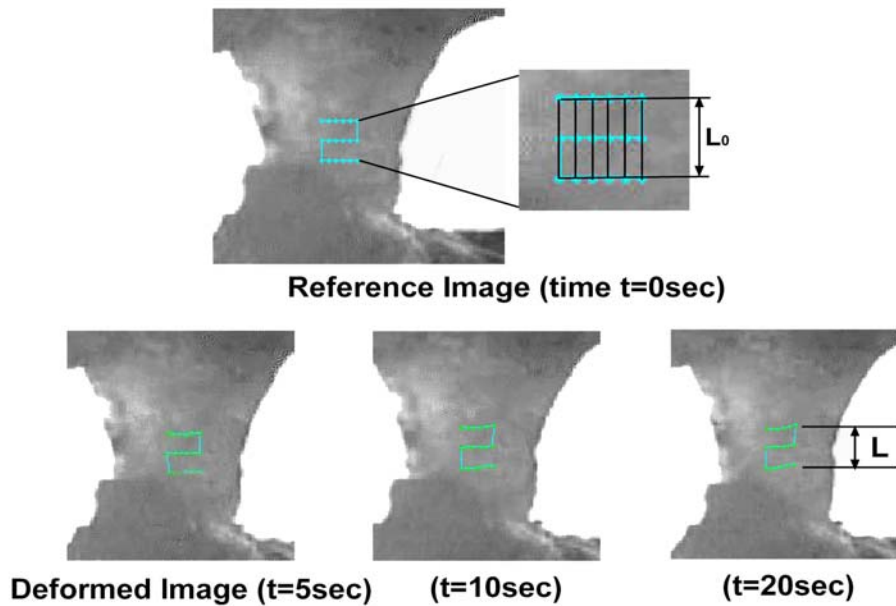 L₀
Reference Image (time t=0sec)
L
Deformed Image (t=5sec) (t=10sec) (t=20sec)